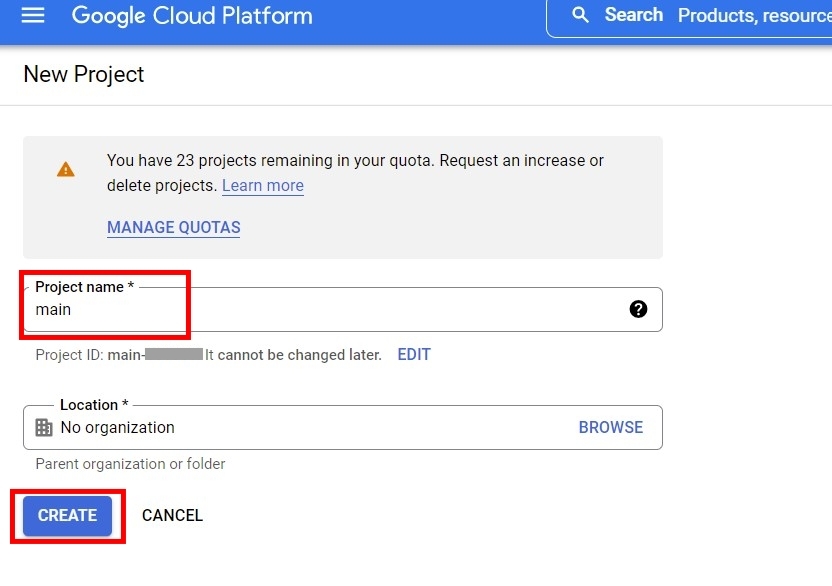 Google Cloud Platform
Search Products, resource
New Project
You have 23 projects remaining in your quota. Request an increase or
delete projects. Learn more
MANAGE QUOTAS
Project name *
main
Project ID: main- It cannot be changed later. EDIT
Location *
No organization BROWSE
Parent organization or folder
CREATE CANCEL